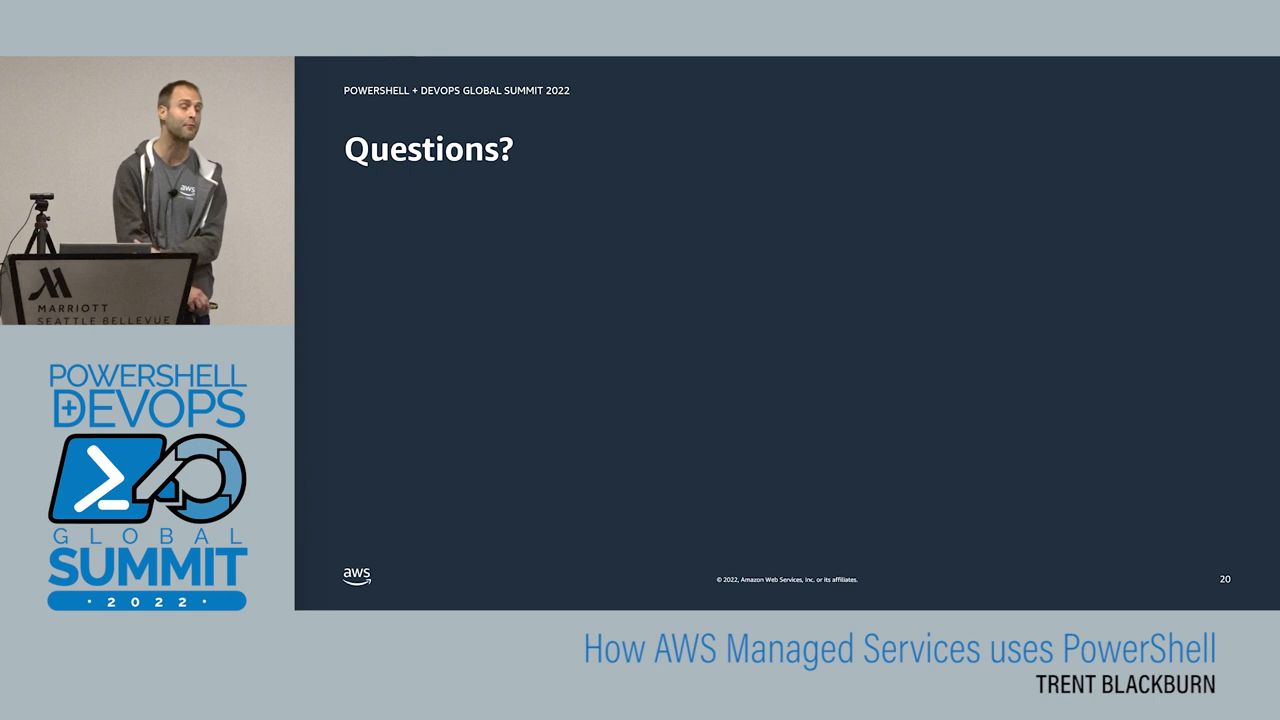 POWERSHELL + DEVOPS GLOBAL SUMMIT 2022
Questions?
aws
MARRIOTT
SEATTLE BELLEVUE
POWERSHELL
+DEVOPS
GLOBAL
SUMMIT
· 2022 ·
aws
© 2022, Amazon Web Services, Inc. or its affiliates.
20
How AWS Managed Services uses PowerShell
TRENT BLACKBURN